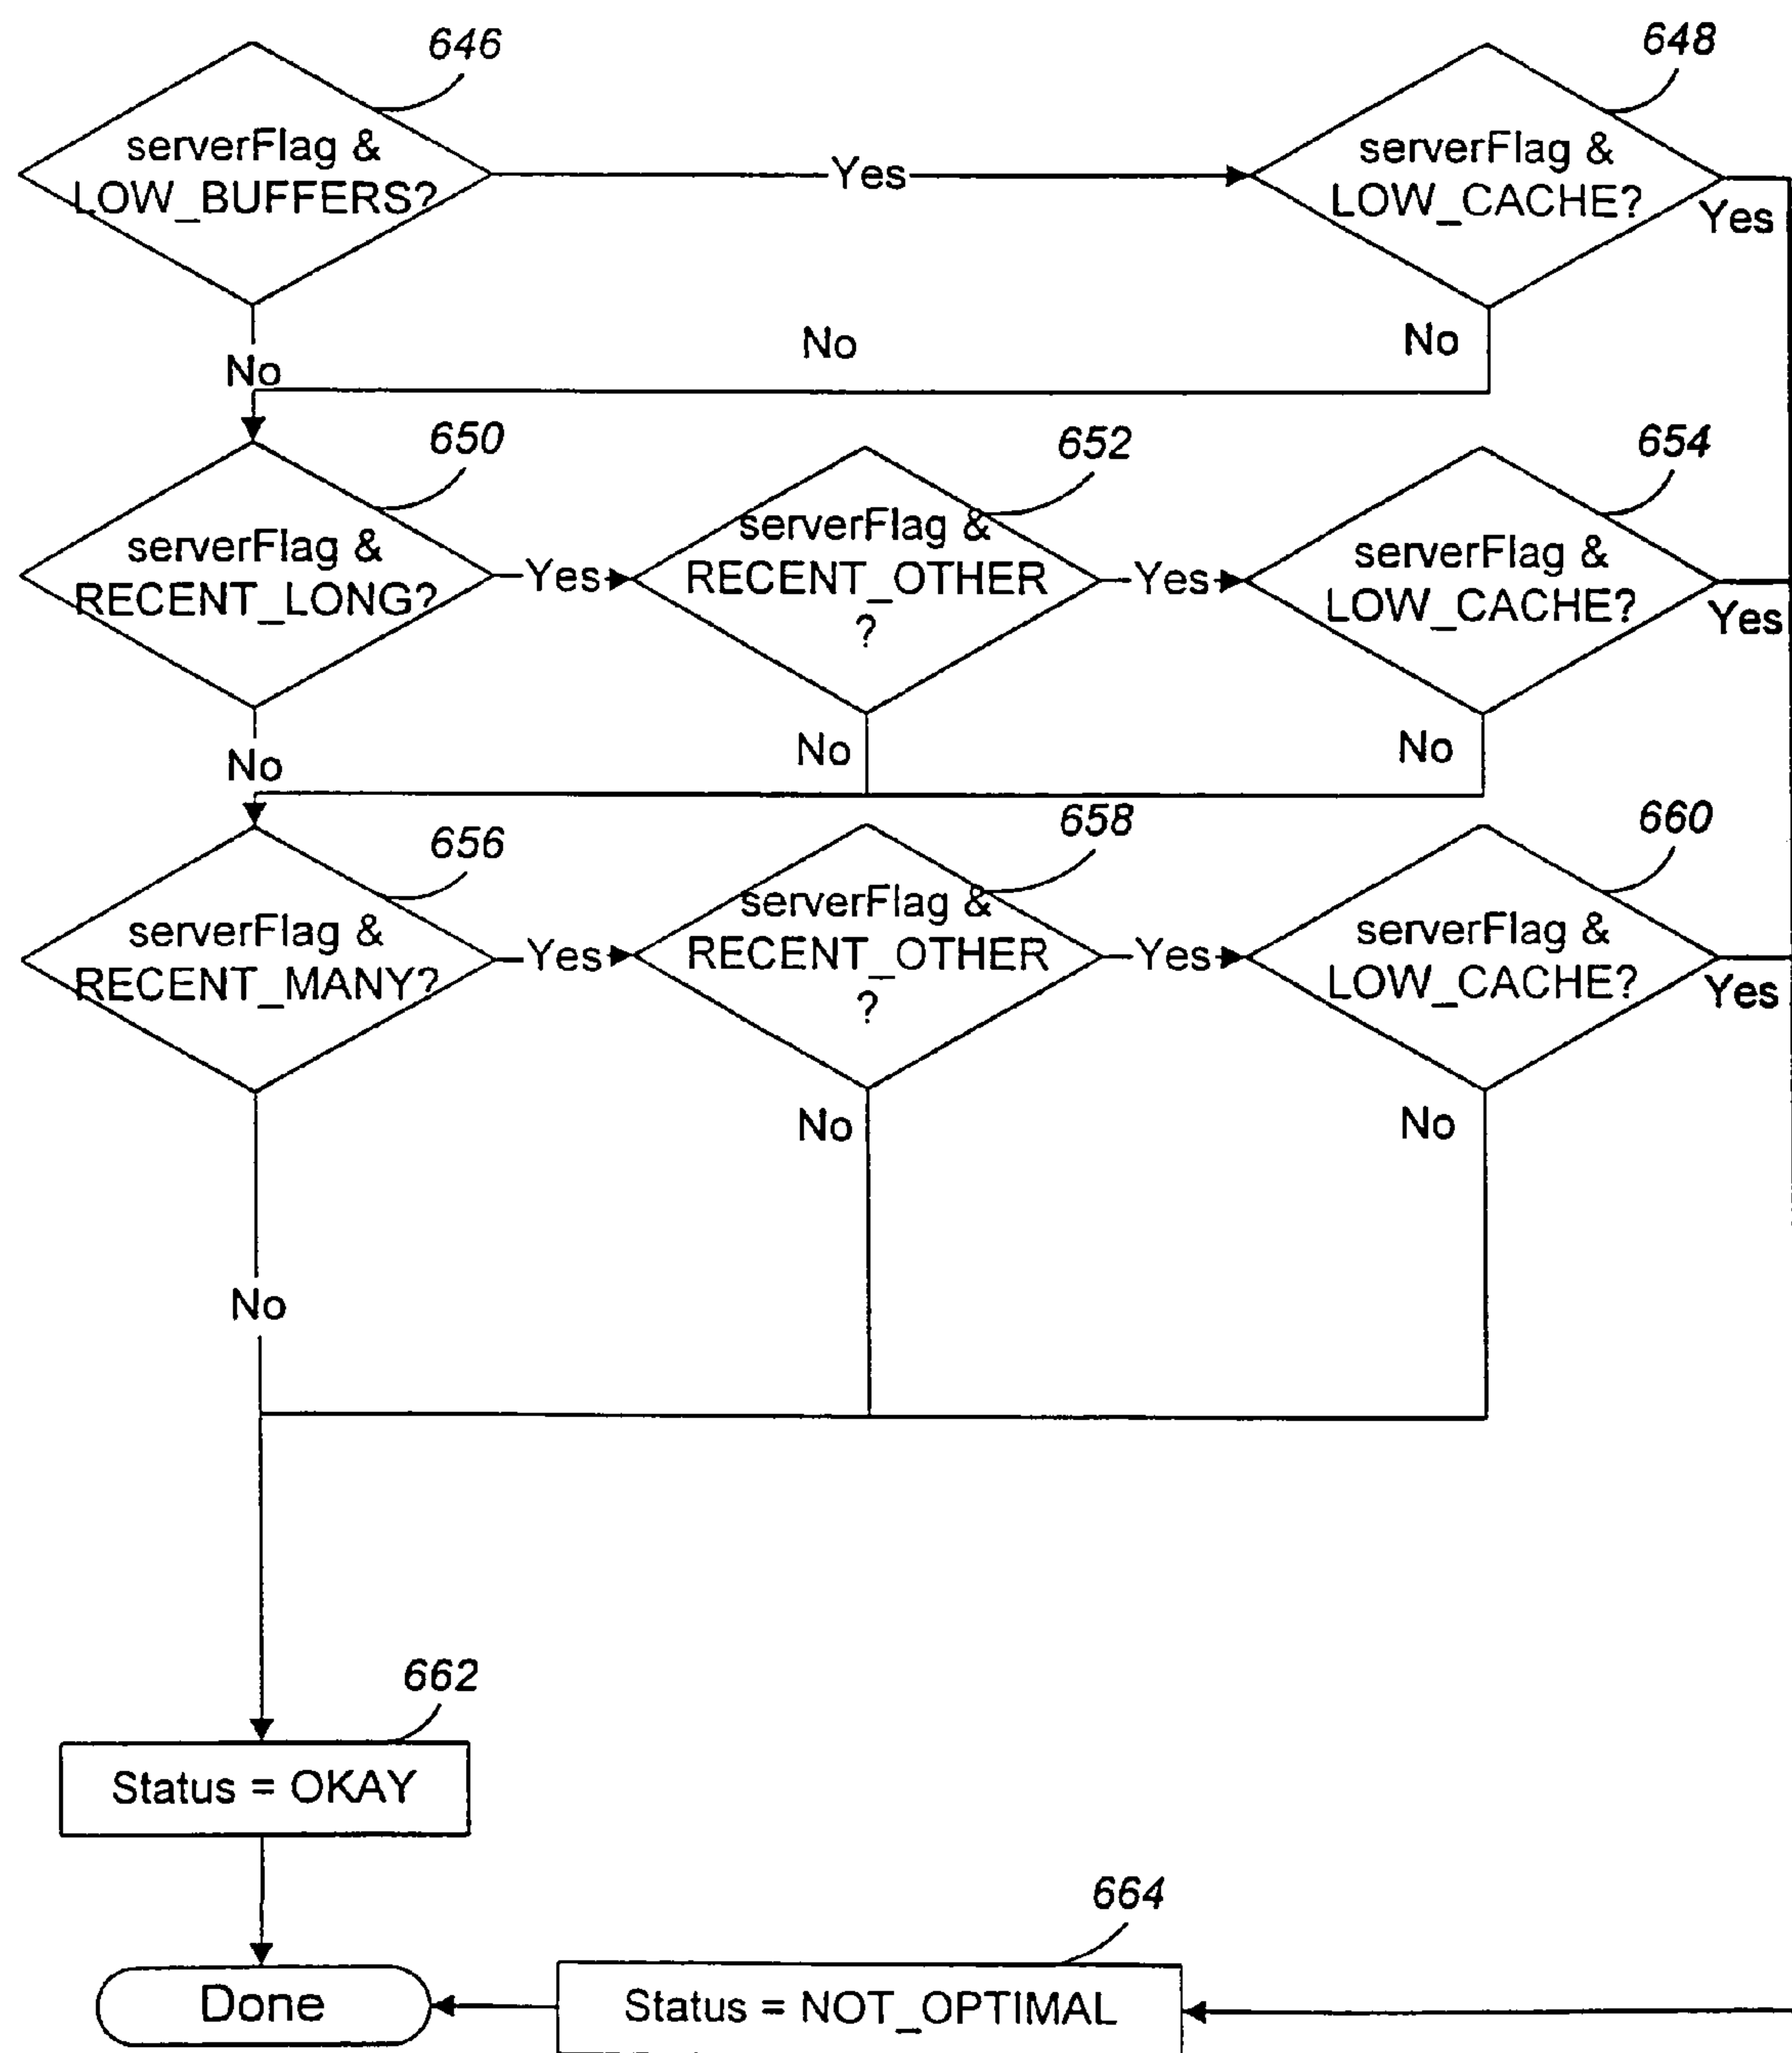 646
648
serverFlag &
LOW_BUFFERS?
Yes
serverFlag &
LOW_CACHE?
Yes
No
No
No
650
652
654
serverFlag &
RECENT_LONG?
Yes
serverFlag &
RECENT_OTHER
?
Yes
serverFlag &
LOW_CACHE?
Yes
No
No
No
656
658
660
serverFlag &
RECENT_MANY?
Yes
serverFlag &
RECENT_OTHER
?
Yes
serverFlag &
LOW_CACHE?
Yes
No
No
No
662
Status = OKAY
664
Done
Status = NOT_OPTIMAL